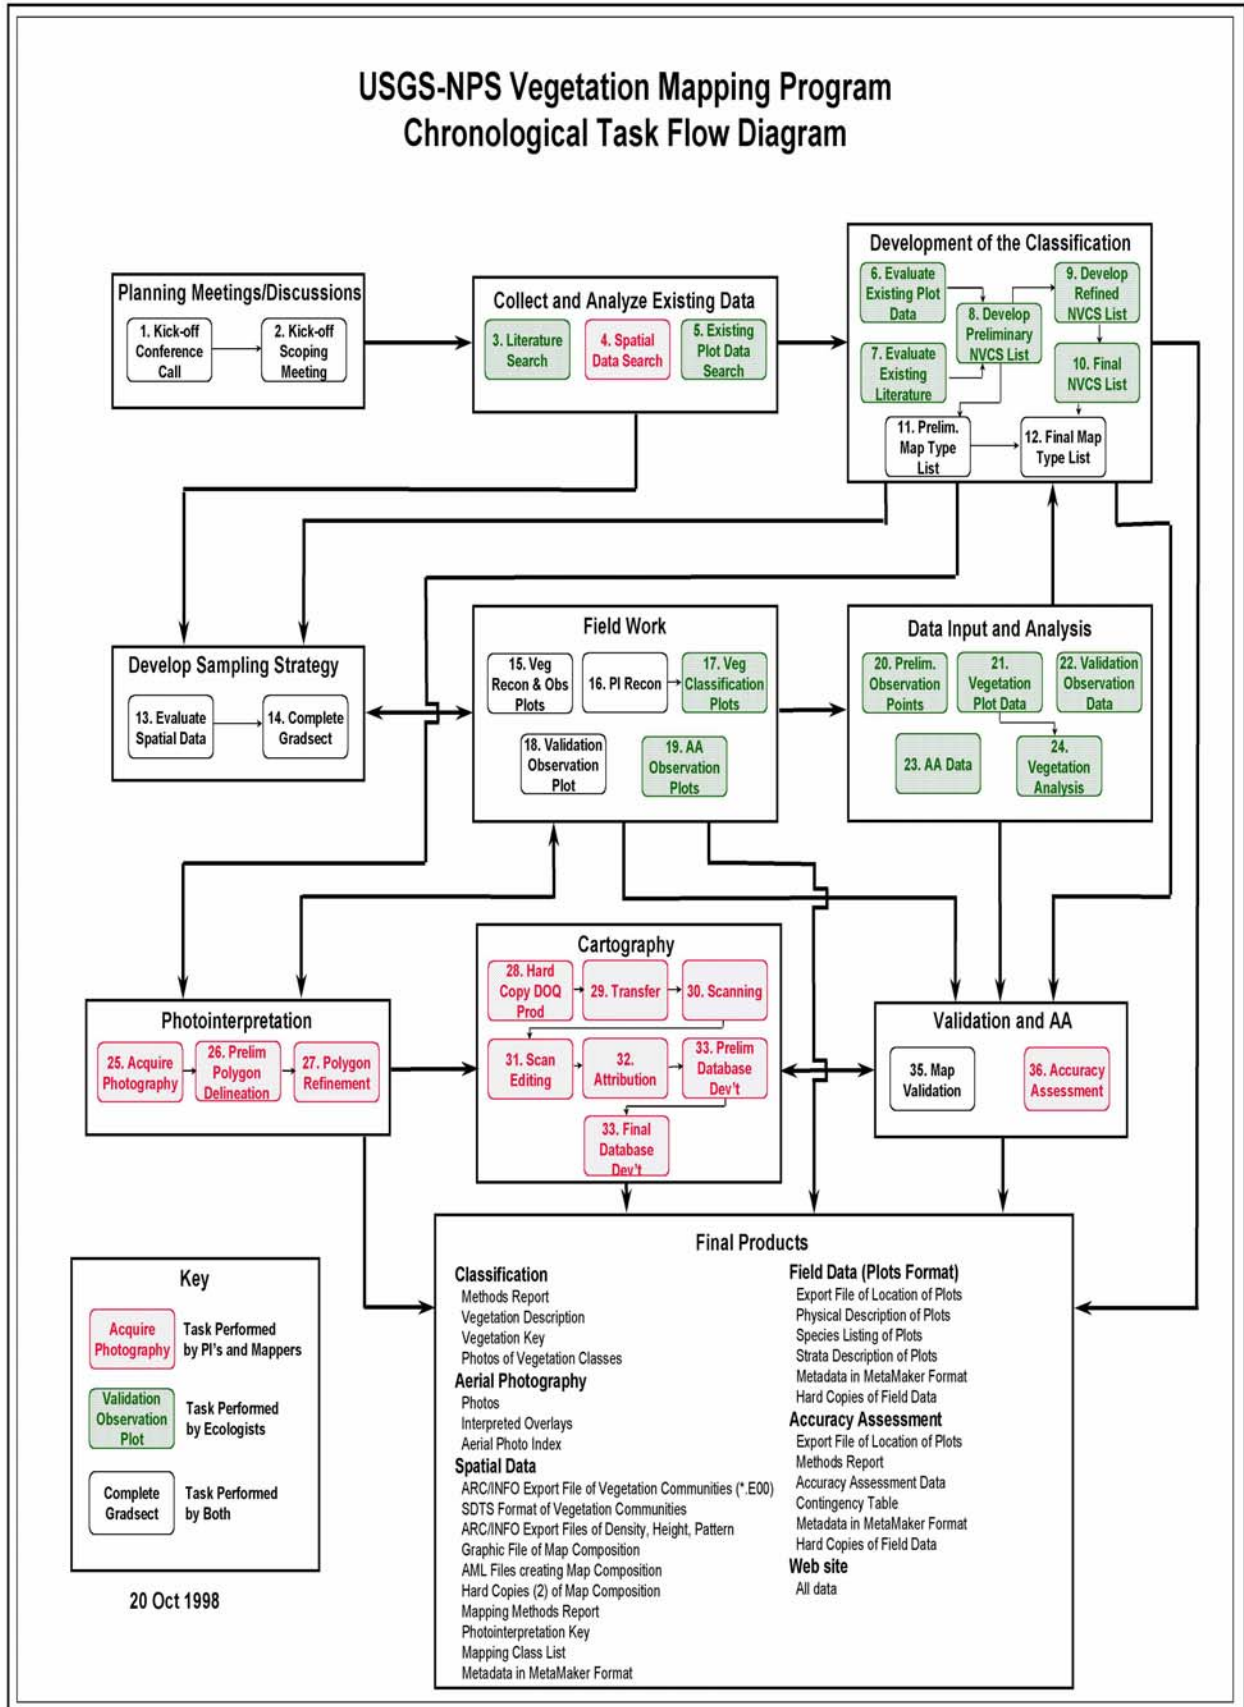 USGS-NPS Vegetation Mapping Program
Chronological Task Flow Diagram
Planning Meetings/Discussions
1. Kick-off
Conference
Call
2. Kick-off
Scoping
Meeting
Collect and Analyze Existing Data
3. Literature
Search
4. Spatial
Data Search
5. Existing
Plot Data
Search
Development of the Classification
6. Evaluate
Existing Plot
Data
7. Evaluate
Existing
Literature
8. Develop
Preliminary
NVCS List
9. Develop
Refined
NVCS List
10. Final
NVCS List
11. Prelim.
Map Type
List
12. Final Map
Type List
Develop Sampling Strategy
13. Evaluate
Spatial Data
14. Complete
Gradsect
Field Work
15. Veg
Recon & Obs
Plots
16. PI Recon
17. Veg
Classification
Plots
18. Validation
Observation
Plot
19. AA
Observation
Plots
Data Input and Analysis
20. Prelim.
Observation
Points
21.
Vegetation
Plot Data
22. Validation
Observation
Data
23. AA Data
24.
Vegetation
Analysis
Photointerpretation
25. Acquire
Photography
26. Prelim
Polygon
Delineation
27. Polygon
Refinement
Cartography
28. Hard
Copy DOQ
Prod
29. Transfer
30. Scanning
31. Scan
Editing
32.
Attribution
33. Prelim
Database
Dev't
33. Final
Database
Dev't
Validation and AA
35. Map
Validation
36. Accuracy
Assessment
Key
Acquire
Photography
Task Performed
by PI's and Mappers
Validation
Observation
Plot
Task Performed
by Ecologists
Complete
Gradsect
Task Performed
by Both
20 Oct 1998
Final Products
Classification
Methods Report
Vegetation Description
Vegetation Key
Photos of Vegetation Classes
Aerial Photography
Photos
Interpreted Overlays
Aerial Photo Index
Spatial Data
ARC/INFO Export File of Vegetation Communities (*.E00)
SDTS Format of Vegetation Communities
ARC/INFO Export Files of Density, Height, Pattern
Graphic File of Map Composition
AML Files creating Map Composition
Hard Copies (2) of Map Composition
Mapping Methods Report
Photointerpretation Key
Mapping Class List
Metadata in MetaMaker Format
Field Data (Plots Format)
Export File of Location of Plots
Physical Description of Plots
Species Listing of Plots
Strata Description of Plots
Metadata in MetaMaker Format
Hard Copies of Field Data
Accuracy Assessment
Export File of Location of Plots
Methods Report
Accuracy Assessment Data
Contingency Table
Metadata in MetaMaker Format
Hard Copies of Field Data
Web site
All data